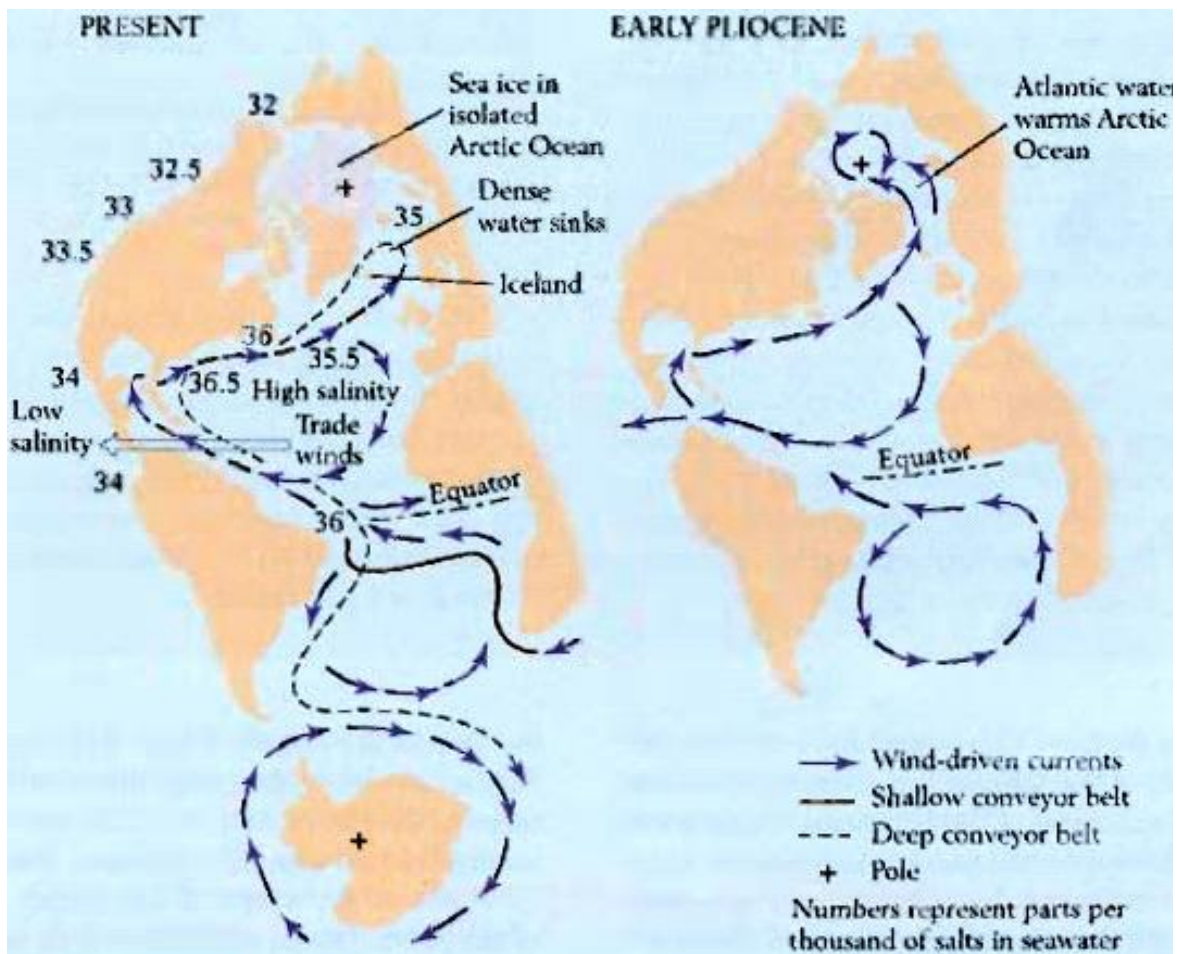 PRESENT
EARLY PLIOCENE
32
Sea ice in
isolated
Arctic Ocean
Atlantic water
warms Arctic
Ocean
32.5
33
33.5
35
Dense
water sinks
Iceland
36
35.5
34
36.5
High salinity
Low
salinity
Trade
winds
34
Equator
Equator
36
Wind-driven currents
Shallow conveyor belt
Deep conveyor belt
Pole
Numbers represent parts per
thousand of salts in seawater